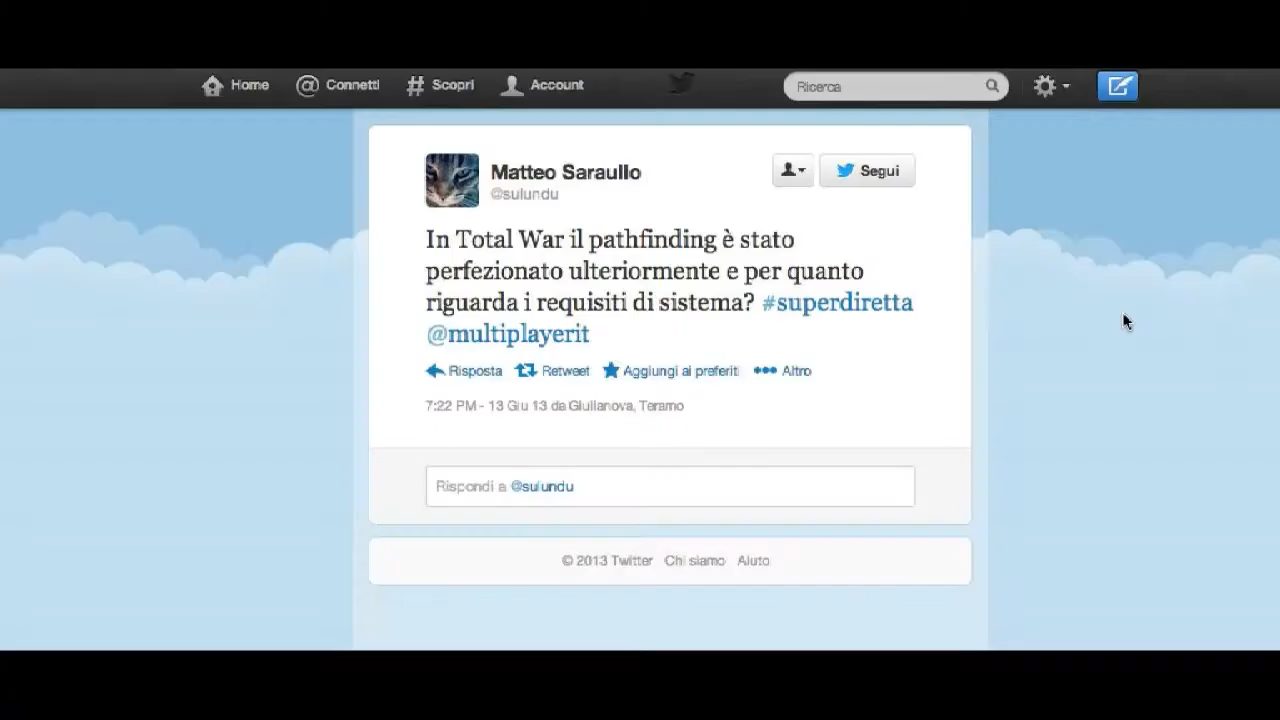 Home Connetti Scopri Account Ricerca
Matteo Saraullo
Segui
@sulundu
In Total War il pathfinding è stato
perfezionato ulteriormente e per quanto
riguarda i requisiti di sistema? #superdiretta
@multiplayerit
Risposta Retweet Aggiungi ai preferiti Altro
7:22 PM - 13 Giu 13 da Giulianova, Teramo
Rispondi a @sulundu
© 2013 Twitter Chi siamo Aiuto